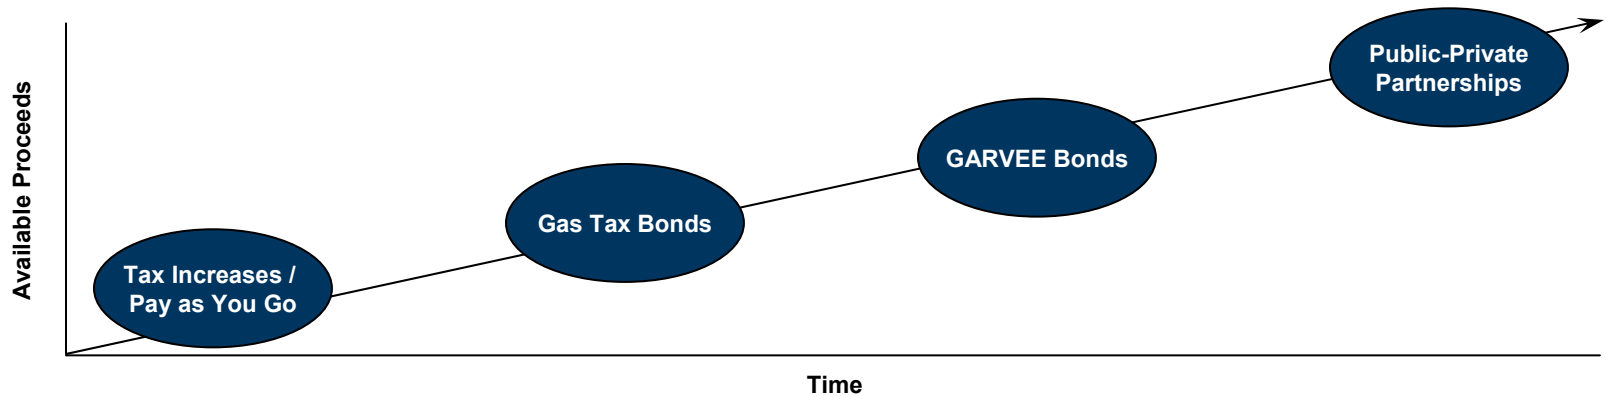 Available Proceeds
Public-Private
Partnerships
GARVEE Bonds
Gas Tax Bonds
Tax Increases /
Pay as You Go
Time